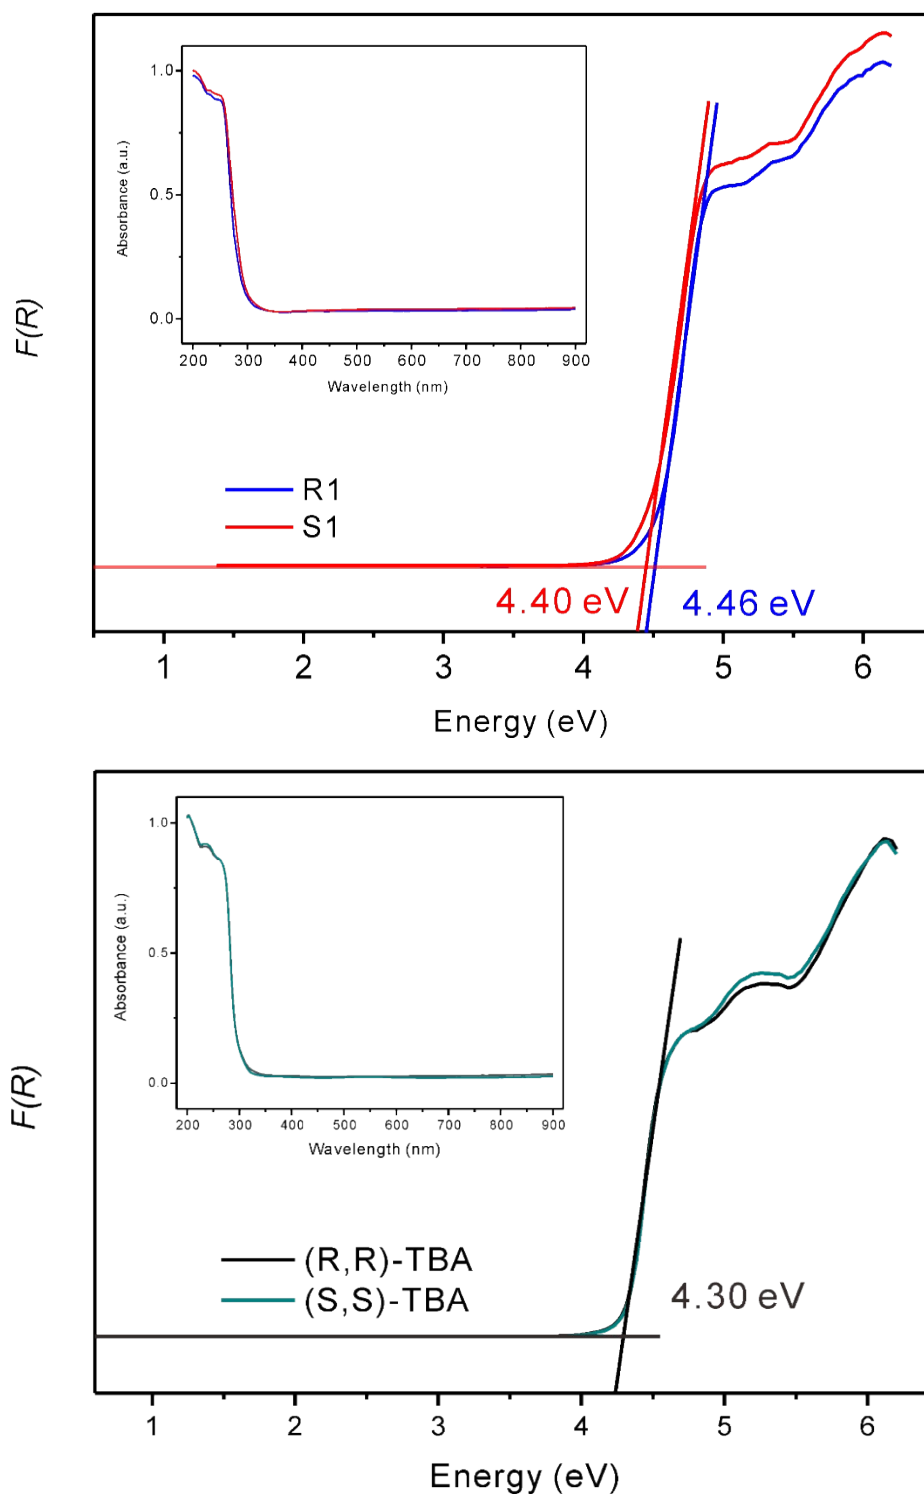 F(R)
1.0
0.5
0.0
Absorbance (a.u.)
200 300 400 500 600 700 800 900
Wavelength (nm)
R1
S1
4.40 eV
4.46 eV
1 2 3 4 5 6
Energy (eV)
F(R)
1.0
0.5
0.0
Absorbance (a.u.)
200 300 400 500 600 700 800 900
Wavelength (nm)
(R,R)-TBA
(S,S)-TBA
4.30 eV
1 2 3 4 5 6
Energy (eV)